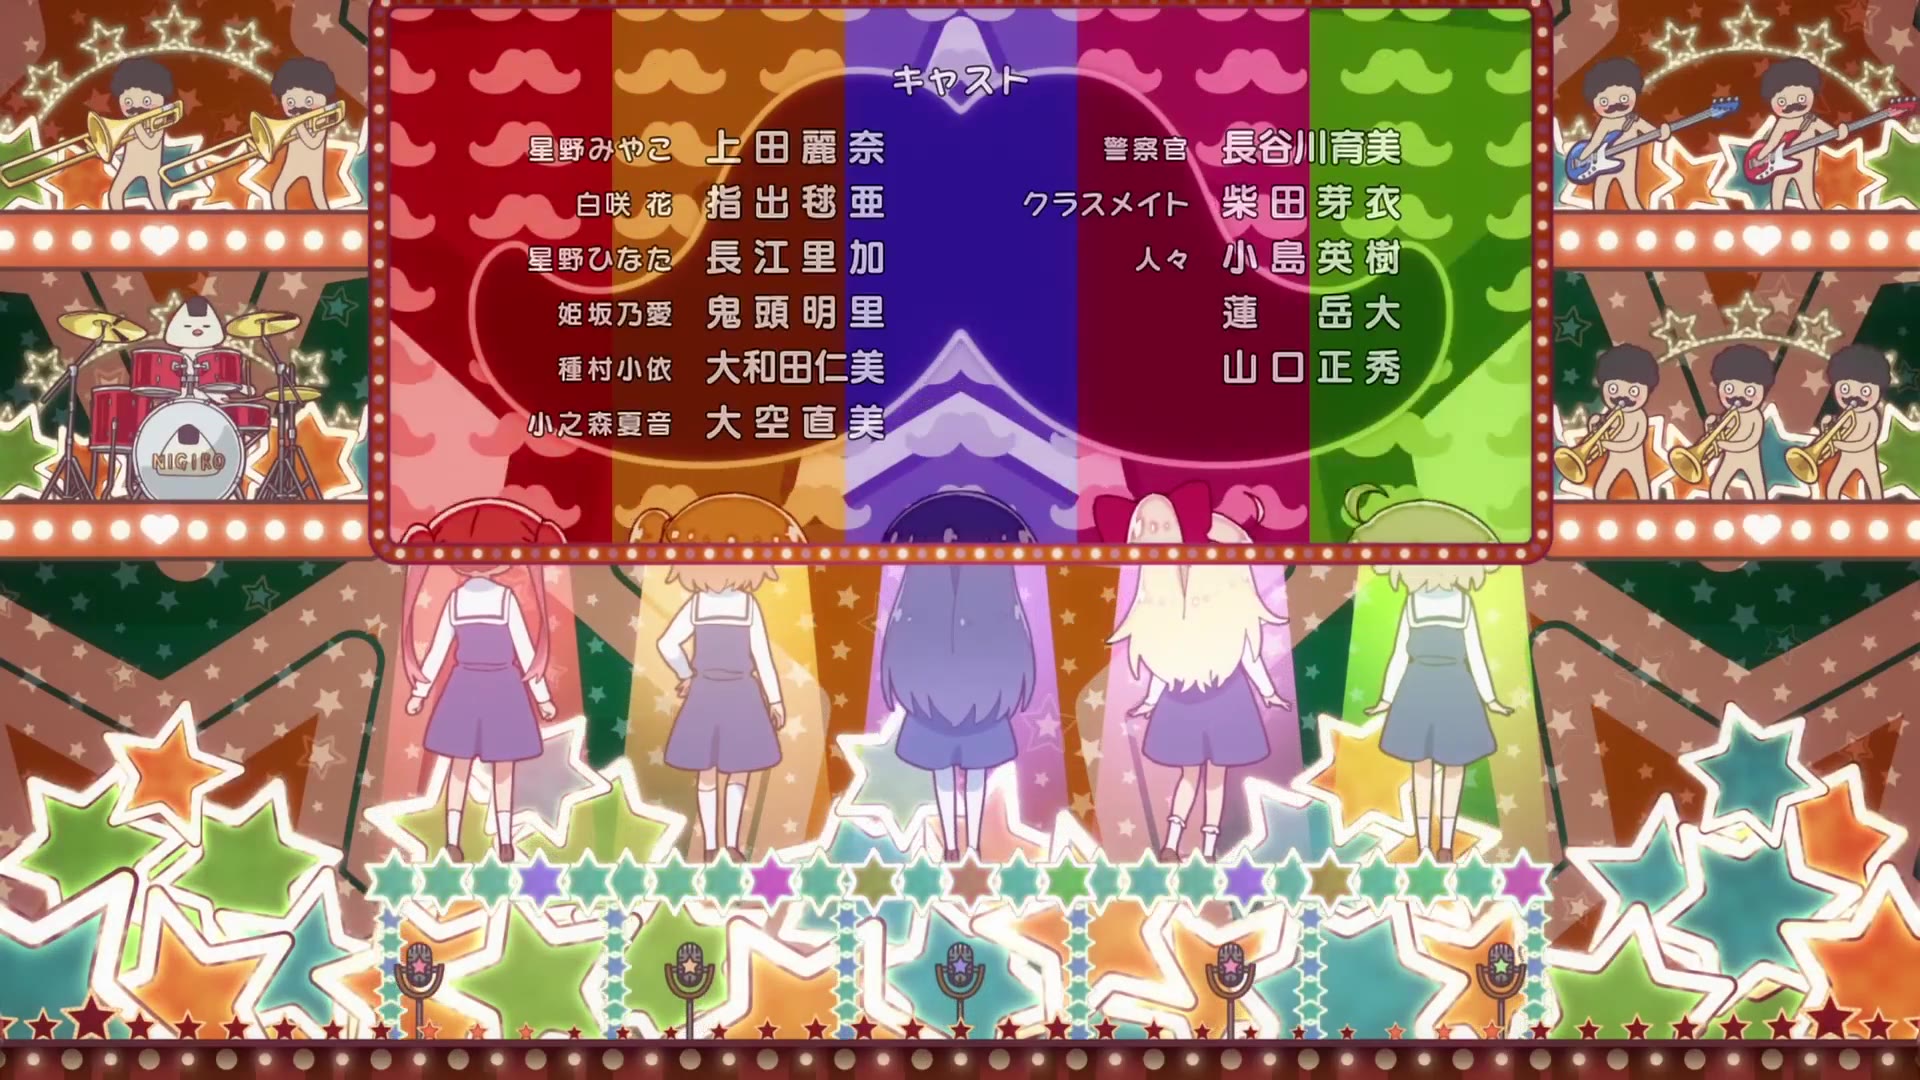 キャスト
星野みやこ 上田麗奈
白咲 花 指出毬亜
星野ひなた 長江里加
姫坂乃愛 鬼頭明里
種村小依 大和田仁美
小之森夏音 大空直美
警察官 長谷川育美
クラスメイト 柴田芽衣
人々 小島英樹
蓮 岳大
山口正秀
NIGIRO